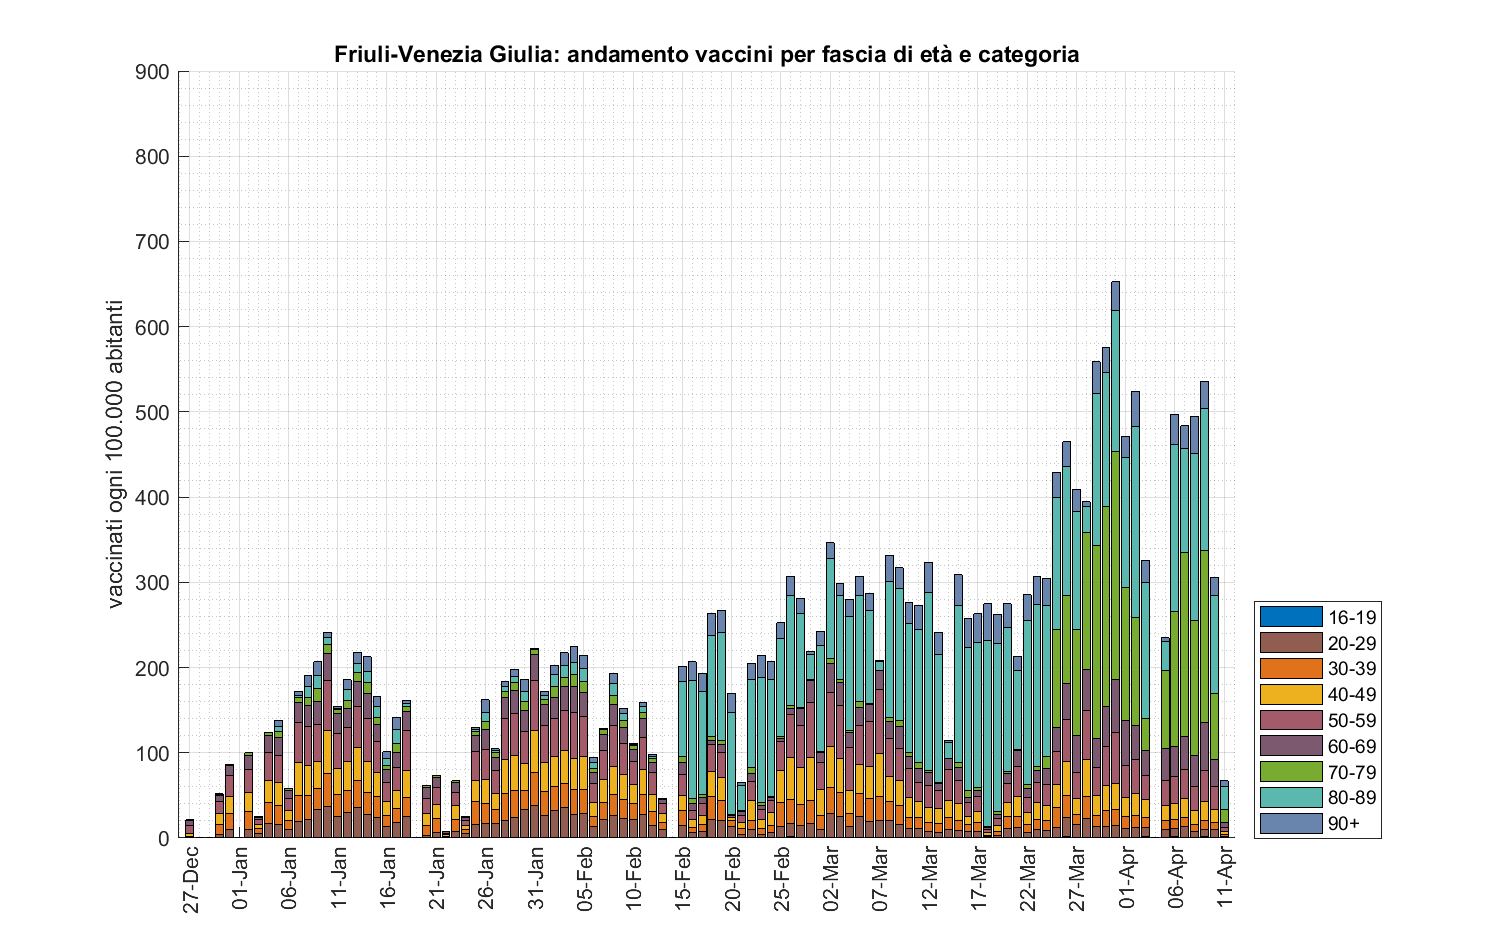 Friuli-Venezia Giulia: andamento vaccini per fascia di età e categoria
vaccinati ogni 100.000 abitanti
900
800
700
600
500
400
300
200
100
0
27-Dec
01-Jan
06-Jan
11-Jan
16-Jan
21-Jan
26-Jan
31-Jan
05-Feb
10-Feb
15-Feb
20-Feb
25-Feb
02-Mar
07-Mar
12-Mar
17-Mar
22-Mar
27-Mar
01-Apr
06-Apr
11-Apr
16-19
20-29
30-39
40-49
50-59
60-69
70-79
80-89
90+